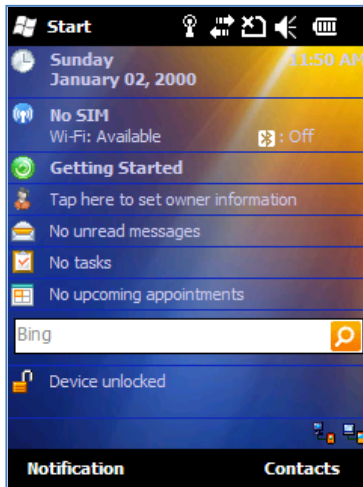 Start
Sunday
January 02, 2000
11:50 AM
No SIM
Wi-Fi: Available
: Off
Getting Started
Tap here to set owner information
No unread messages
No tasks
No upcoming appointments
Bing
Device unlocked
Notification Contacts